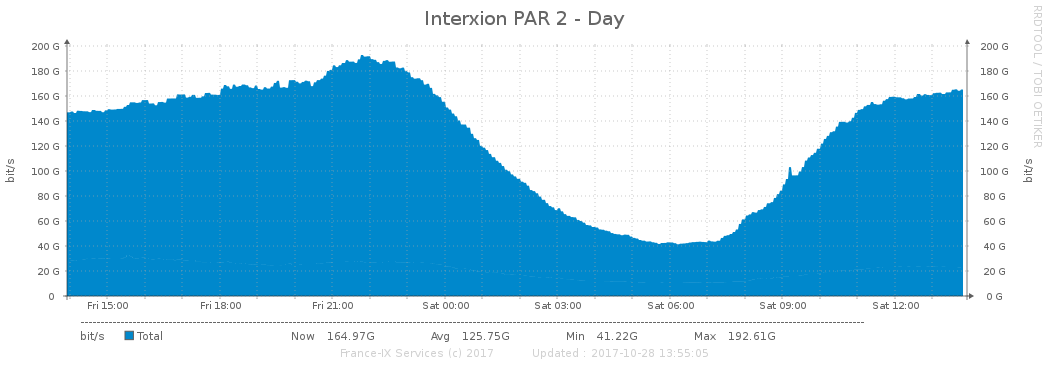 Interxion PAR 2 - Day
RRDTOOL / TOBI OETIKER
bit/s
200 G 200 G
180 G 180 G
160 G 160 G
140 G 140 G
120 G 120 G
100 G 100 G
80 G 80 G
60 G 60 G
40 G 40 G
20 G 20 G
0 0 G
bit/s
Fri 15:00 Fri 18:00 Fri 21:00 Sat 00:00 Sat 03:00 Sat 06:00 Sat 09:00 Sat 12:00
bit/s Total Now 164.97G Avg 125.75G Min 41.22G Max 192.61G
France-IX Services (c) 2017 Updated : 2017-10-28 13:55:05